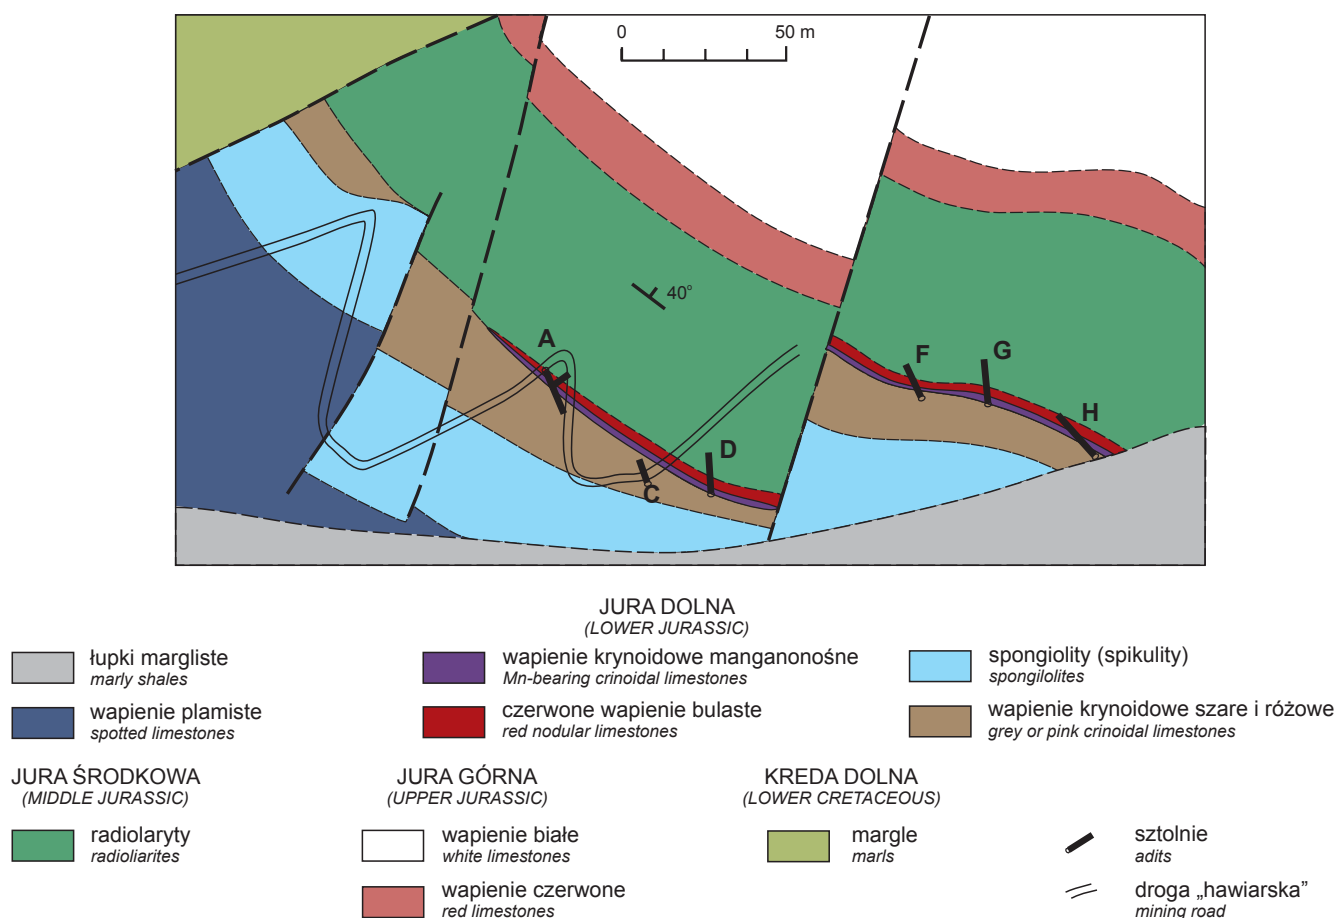 0 50 m
40°
A
F
G
H
D
C
JURA DOLNA
(LOWER JURASSIC)
łupki margliste
marly shales
wapienie krynoidowe manganonośne
Mn-bearing crinoidal limestones
spongiolity (spikulity)
spongilolites
wapienie plamiste
spotted limestones
czerwone wapienie bulaste
red nodular limestones
wapienie krynoidowe szare i różowe
grey or pink crinoidal limestones
JURA ŚRODKOWA
(MIDDLE JURASSIC)
JURA GÓRNA
(UPPER JURASSIC)
KREDA DOLNA
(LOWER CRETACEOUS)
radiolaryty
radioliarites
wapienie białe
white limestones
margle
marls
sztolnie
adits
wapienie czerwone
red limestones
droga „hawiarska”
mining road